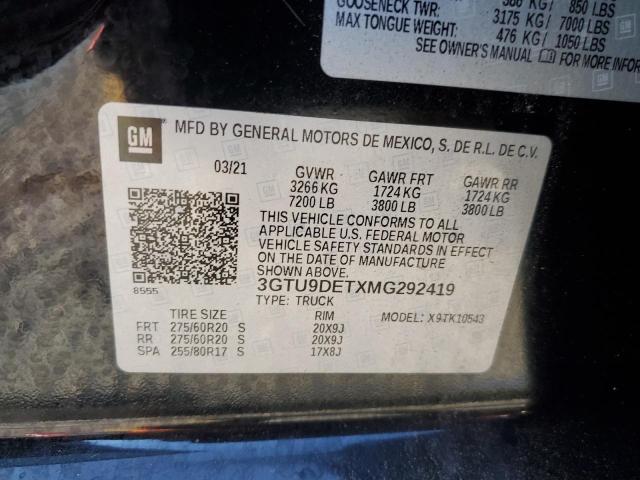 386 KG/ 850 LBS
GOOSENECK TWR: 3175 KG/ 7000 LBS
MAX TONGUE WEIGHT: 476 KG/ 1050 LBS
SEE OWNER'S MANUAL FOR MORE INFOR
GM
MFD BY GENERAL MOTORS DE MEXICO, S. DE R.L. DE C.V.
03/21 GVWR GAWR FRT GAWR RR
3266 KG 1724 KG 1724 KG
7200 LB 3800 LB 3800 LB
THIS VEHICLE CONFORMS TO ALL
APPLICABLE U.S. FEDERAL MOTOR
VEHICLE SAFETY STANDARDS IN EFFECT
ON THE DATE OF MANUFACTURE
SHOWN ABOVE.
8555 3GTU9DETXMG292419
TYPE: TRUCK MODEL: X9TK10543
TIRE SIZE RIM
FRT 275/60R20 S 20X9J
RR 275/60R20 S 20X9J
SPA 255/80R17 S 17X8J